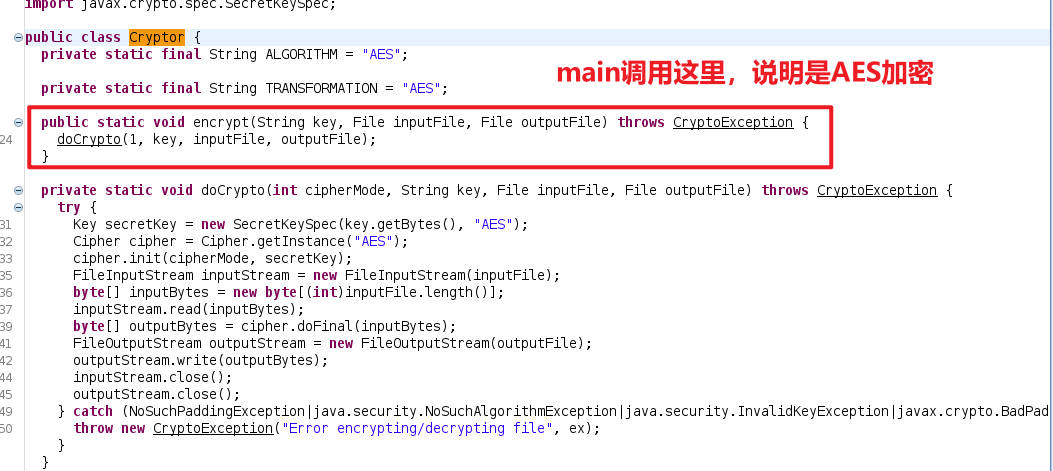 import javax.crypto.spec.SecretKeySpec;
public class Cryptor {
private static final String ALGORITHM = "AES";
main调用这里，说明是AES加密
private static final String TRANSFORMATION = "AES";
public static void encrypt(String key, File inputFile, File outputFile) throws CryptoException {
24 doCrypto(1, key, inputFile, outputFile);
}
private static void doCrypto(int cipherMode, String key, File inputFile, File outputFile) throws CryptoException {
try {
31 Key secretKey = new SecretKeySpec(key.getBytes(), "AES");
32 Cipher cipher = Cipher.getInstance("AES");
33 cipher.init(cipherMode, secretKey);
35 FileInputStream inputStream = new FileInputStream(inputFile);
36 byte[] inputBytes = new byte[(int)inputFile.length()];
37 inputStream.read(inputBytes);
39 byte[] outputBytes = cipher.doFinal(inputBytes);
41 FileOutputStream outputStream = new FileOutputStream(outputFile);
42 outputStream.write(outputBytes);
44 inputStream.close();
45 outputStream.close();
49 } catch (NoSuchPaddingException|java.security.NoSuchAlgorithmException|java.security.InvalidKeyException|javax.crypto.BadPad
50 throw new CryptoException("Error encrypting/decrypting file", ex);
}
}